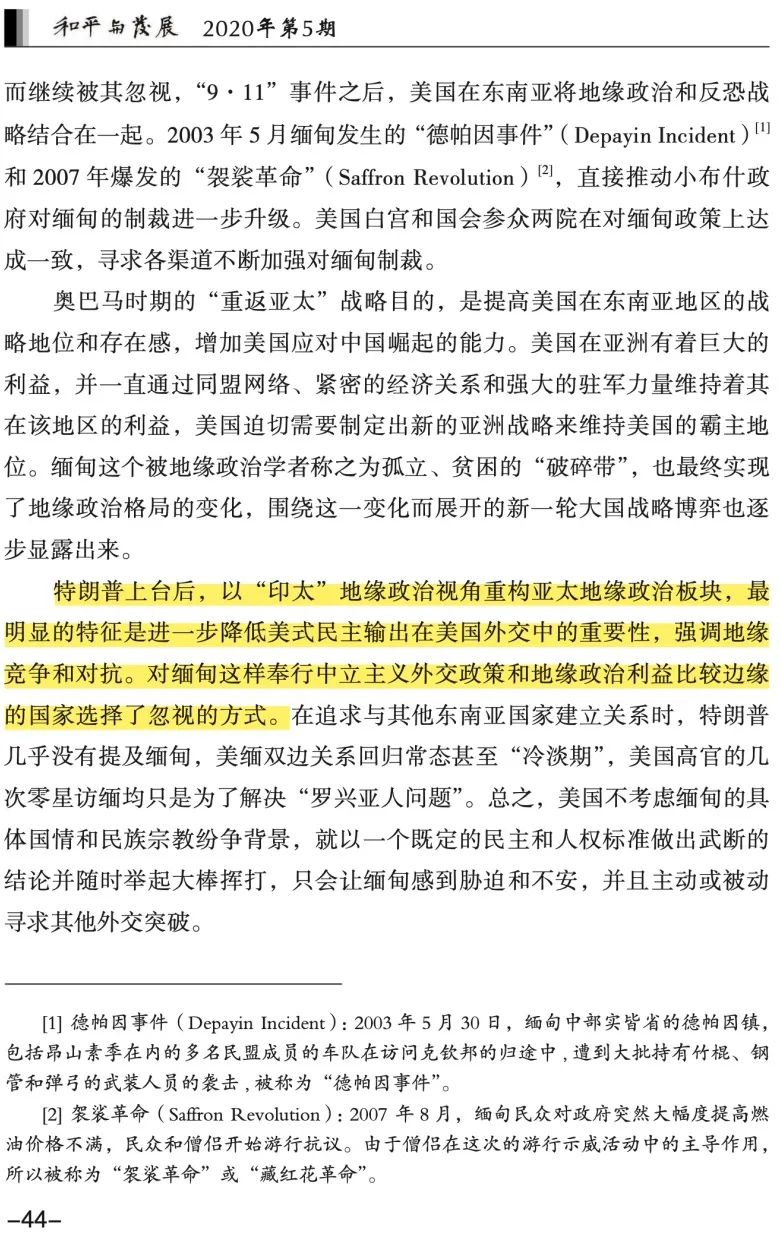 和平与发展 2020年第5期
而继续被其忽视，“9·11”事件之后，美国在东南亚将地缘政治和反恐战
略结合在一起。2003 年 5 月缅甸发生的“德帕因事件”（Depayin Incident）[1]
和 2007 年爆发的“袈裟革命”（Saffron Revolution）[2]，直接推动小布什政
府对缅甸的制裁进一步升级。美国白宫和国会参众两院在对缅甸政策上达
成一致，寻求各渠道不断加强对缅甸制裁。
奥巴马时期的“重返亚太”战略目的，是提高美国在东南亚地区的战
略地位和存在感，增加美国应对中国崛起的能力。美国在亚洲有着巨大的
利益，并一直通过同盟网络、紧密的经济关系和强大的驻军力量维持着其
在该地区的利益，美国迫切需要制定出新的亚洲战略来维持美国的霸主地
位。缅甸这个被地缘政治学者称之为孤立、贫困的“破碎带”，也最终实现
了地缘政治格局的变化，围绕这一变化而展开的新一轮大国战略博弈也逐
步显露出来。
特朗普上台后，以“印太”地缘政治视角重构亚太地缘政治板块，最
明显的特征是进一步降低美式民主输出在美国外交中的重要性，强调地缘
竞争和对抗。对缅甸这样奉行中立主义外交政策和地缘政治利益比较边缘
的国家选择了忽视的方式。在追求与其他东南亚国家建立关系时，特朗普
几乎没有提及缅甸，美缅双边关系回归常态甚至“冷淡期”，美国高官的几
次零星访缅均只是为了解决“罗兴亚人问题”。总之，美国不考虑缅甸的具
体国情和民族宗教纷争背景，就以一个既定的民主和人权标准做出武断的
结论并随时举起大棒挥打，只会让缅甸感到胁迫和不安，并且主动或被动
寻求其他外交突破。
[1] 德帕因事件（Depayin Incident）：2003 年 5 月 30 日，缅甸中部实皆省的德帕因镇，
包括昂山素季在内的多名民盟成员的车队在访问克钦邦的归途中，遭到大批持有竹棍、钢
管和弹弓的武装人员的袭击，被称为“德帕因事件”。
[2] 袈裟革命（Saffron Revolution）：2007 年 8 月，缅甸民众对政府突然大幅度提高燃
油价格不满，民众和僧侣开始游行抗议。由于僧侣在这次的游行示威活动中的主导作用，
所以被称为“袈裟革命”或“藏红花革命”。
–44–